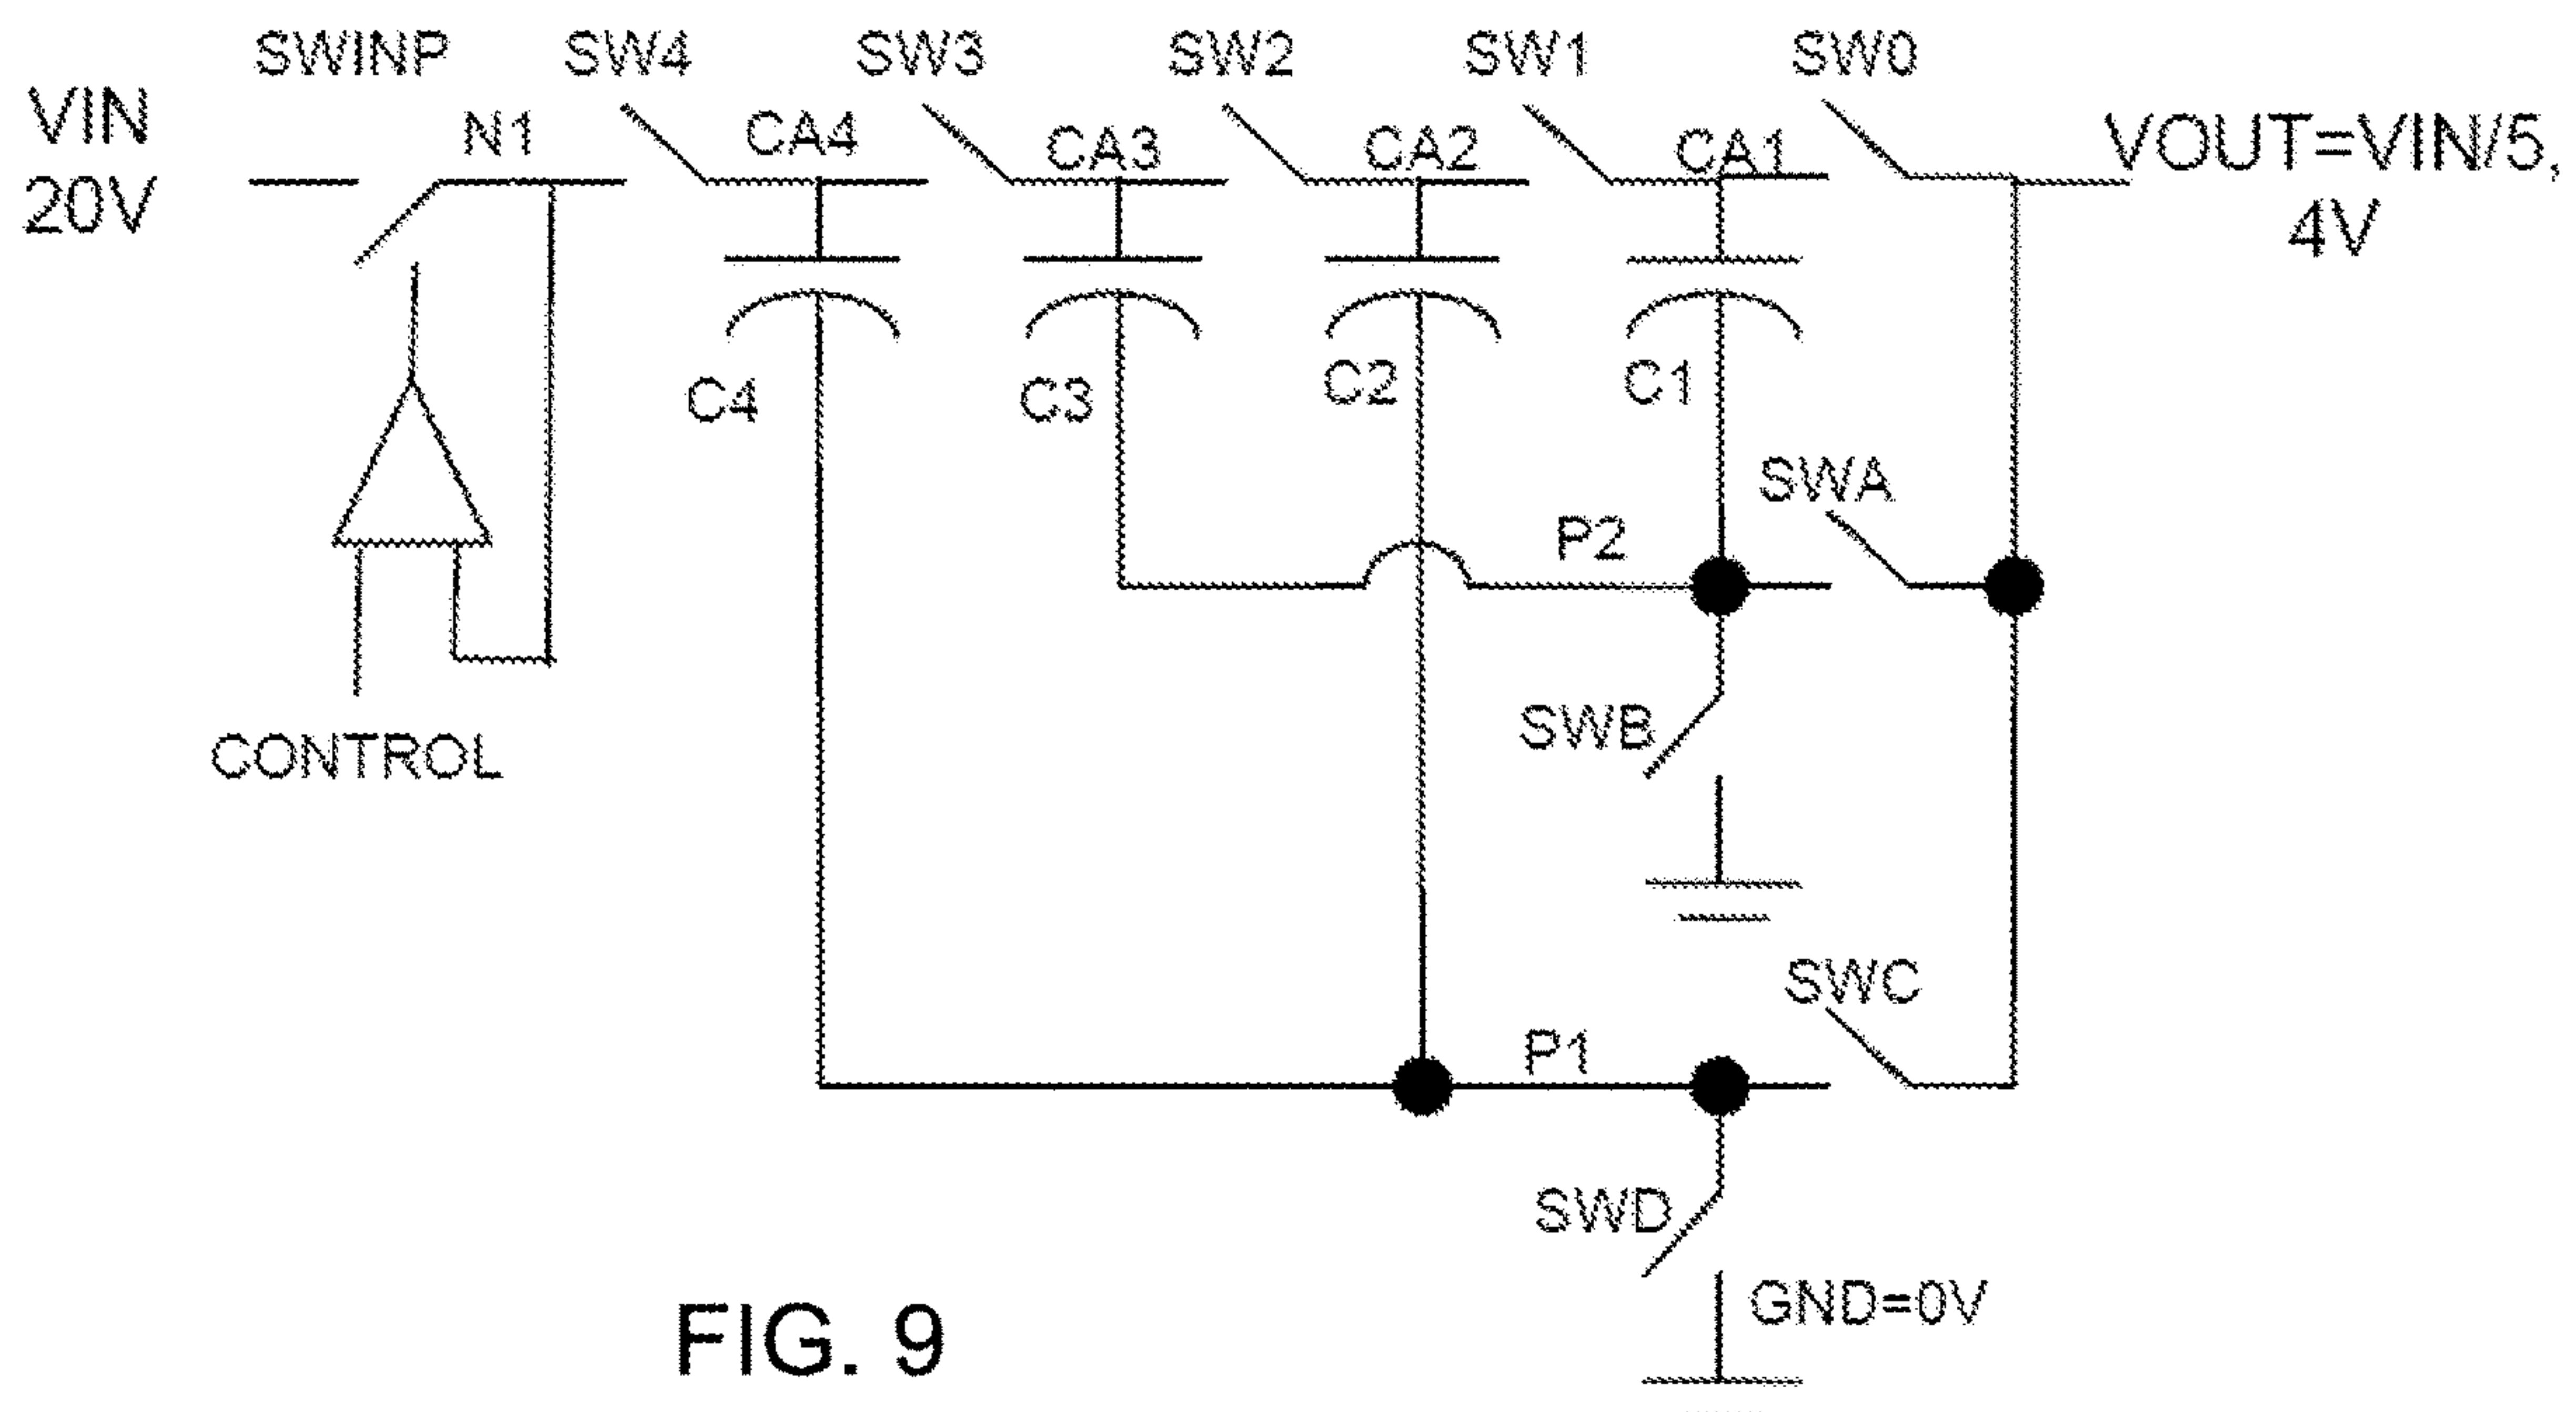 SWINP
SW4
SW3
SW2
SW1
SW0
VIN
20V
N1
CA4
CA3
CA2
CA1
VOUT=VIN/5,
4V
C4
C3
C2
C1
SWA
P2
SWB
CONTROL
SWC
P1
SWD
GND=0V
FIG. 9